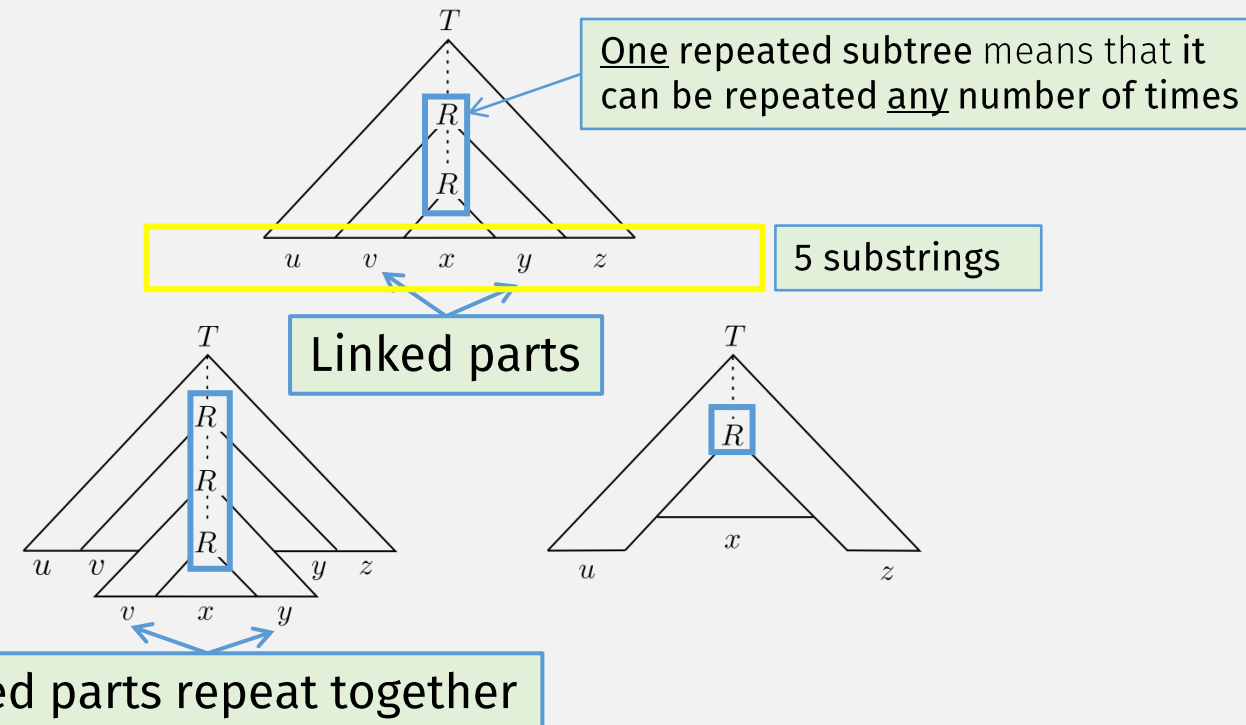 T
One repeated subtree means that it
can be repeated any number of times
R
R
u v x y z
5 substrings
Linked parts
T
R
R
R
u v y z
v x y
T
R
x
u z
ed parts repeat together